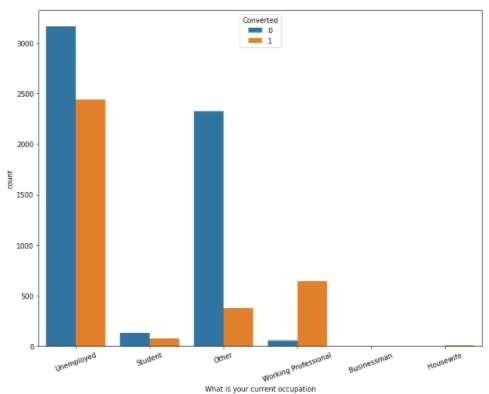 Converted
0
1
3000
2500
2000
1500
1000
500
0
count
Unemployed
Student
Other
Working Professional
Businessman
Housewife
What is your current occupation